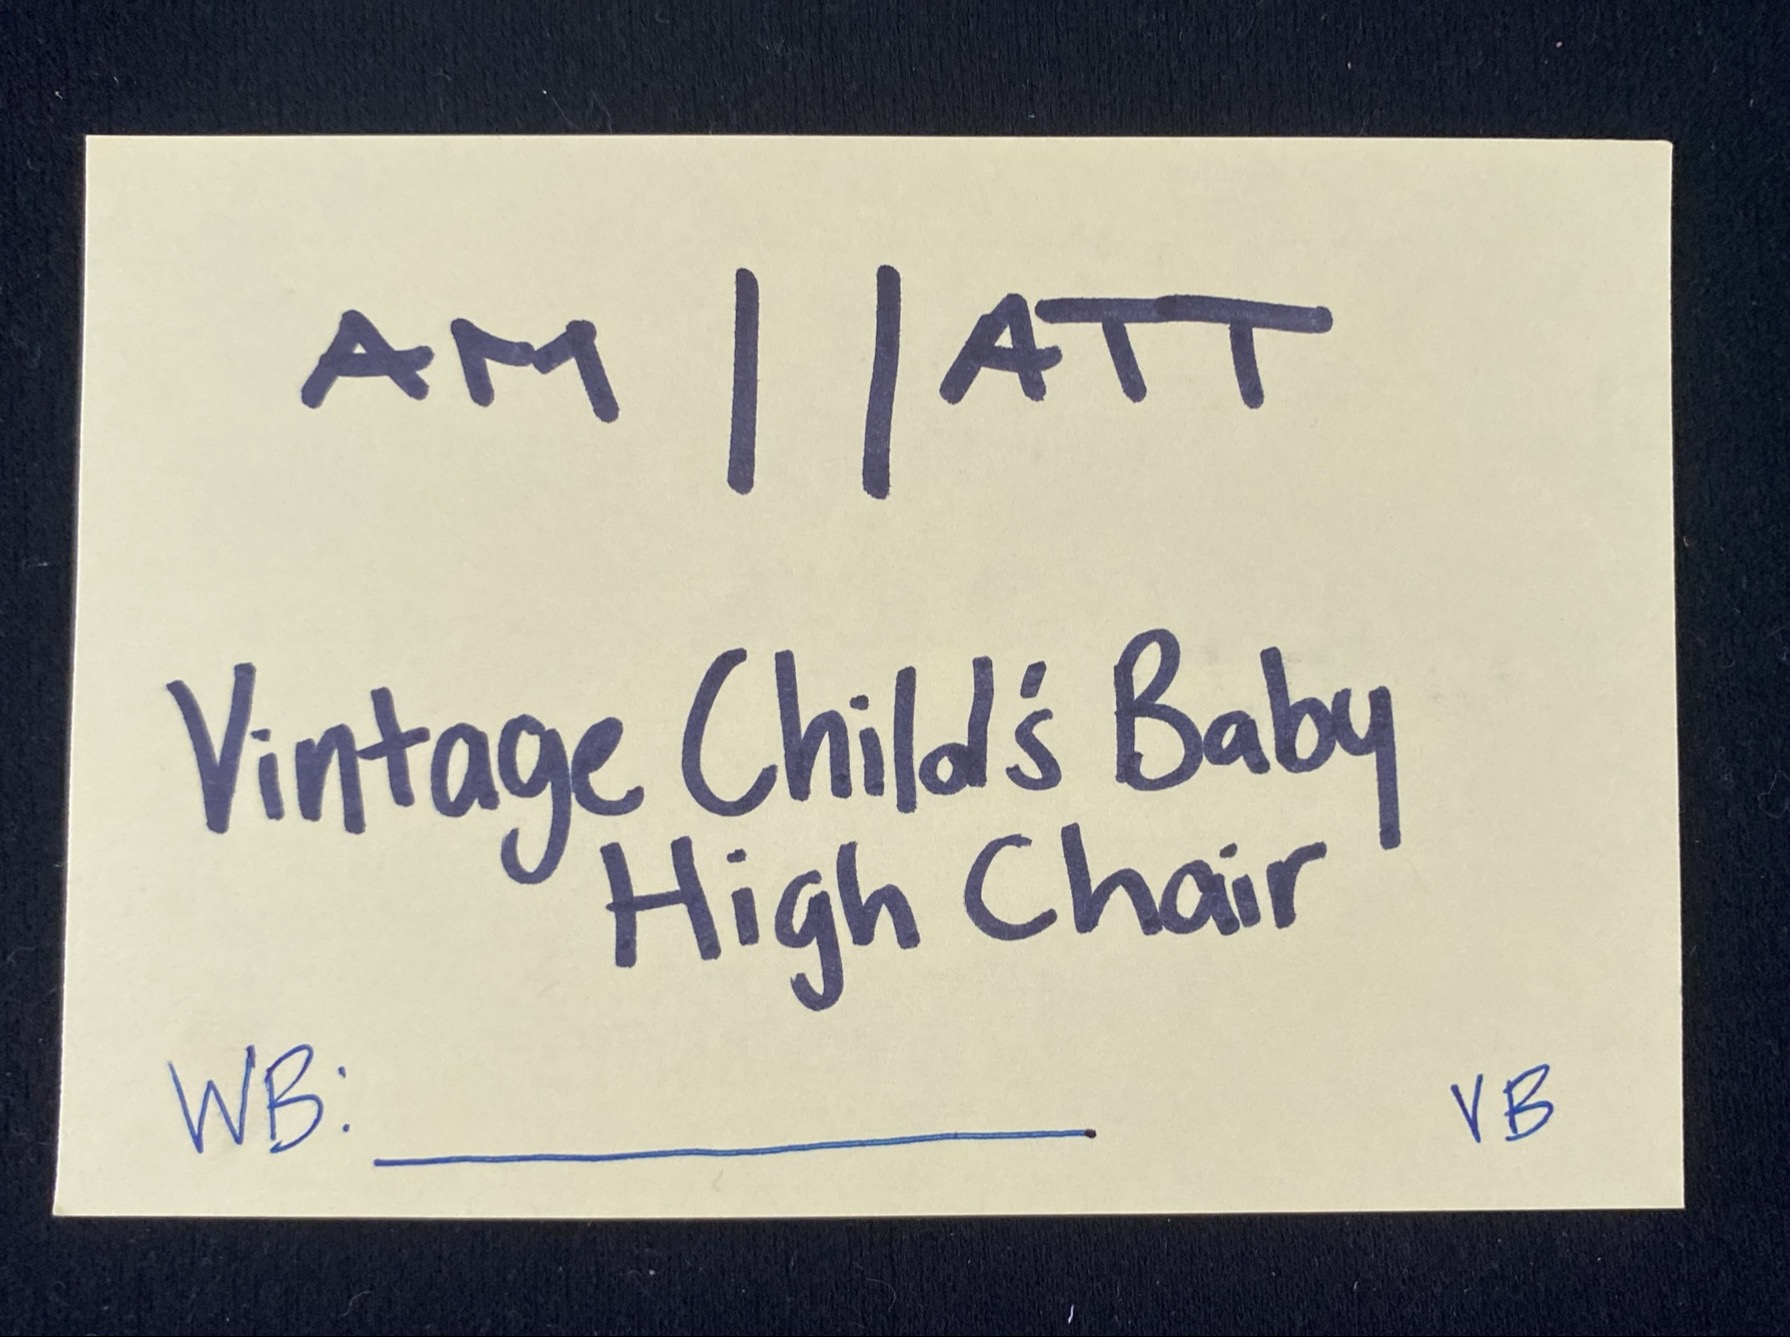 AM || ATT
Vintage Child's Baby
High Chair
WB: VB